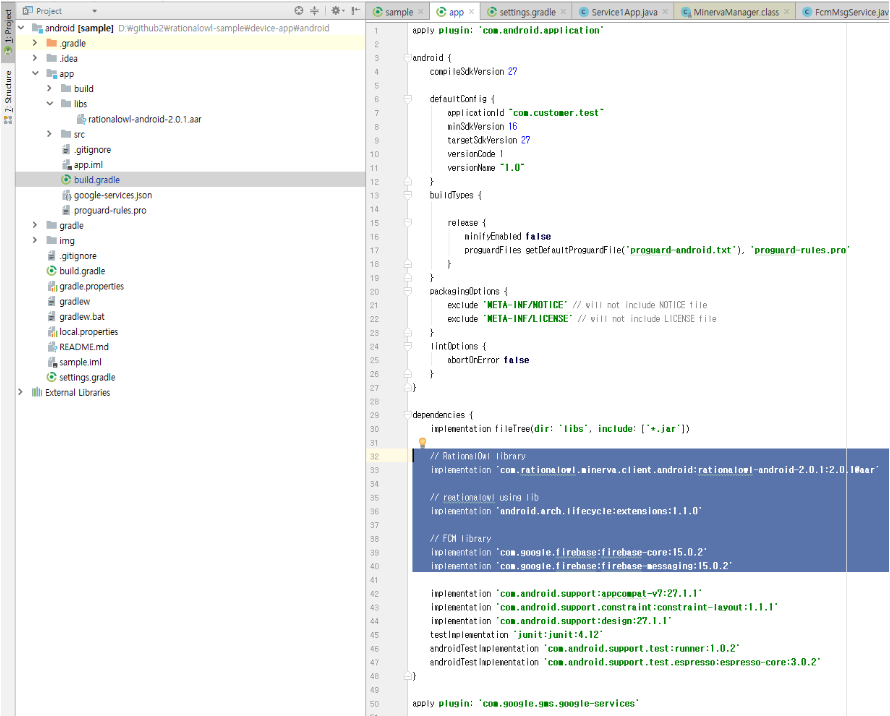 Project
sample
app
settings.gradle
Service1App.java
MinervaManager.class
FcmMsgService.jav
1: Project
7: Structure
android [sample] D:₩github2₩rationalowl-sample₩device-app₩android
.gradle
.idea
app
build
libs
rationalowl-android-2.0.1.aar
src
.gitignore
app.iml
build.gradle
google-services.json
proguard-rules.pro
gradle
img
.gitignore
build.gradle
gradle.properties
gradlew
gradlew.bat
local.properties
README.md
sample.iml
settings.gradle
External Libraries
1 apply plugin: 'com.android.application'
2
3 android {
4 compileSdkVersion 27
5
6 defaultConfig {
7 applicationId "com.customer.test"
8 minSdkVersion 16
9 targetSdkVersion 27
10 versionCode 1
11 versionName "1.0"
12 }
13 buildTypes {
14
15 release {
16 minifyEnabled false
17 proguardFiles getDefaultProguardFile('proguard-android.txt'), 'proguard-rules.pro'
18 }
19 }
20 packagingOptions {
21 exclude 'META-INF/NOTICE' // will not include NOTICE file
22 exclude 'META-INF/LICENSE' // will not include LICENSE file
23 }
24 lintOptions {
25 abortOnError false
26 }
27 }
28
29 dependencies {
30 implementation fileTree(dir: 'libs', include: ['*.jar'])
31
32 // RationalOwl library
33 implementation 'com.rationalowl.minerva.client.android:rationalowl-android-2.0.1:2.0.1@aar'
34
35 // reationalowl using lib
36 implementation 'android.arch.lifecycle:extensions:1.1.0'
37
38 // FCM library
39 implementation 'com.google.firebase:firebase-core:15.0.2'
40 implementation 'com.google.firebase:firebase-messaging:15.0.2'
41
42 implementation 'com.android.support:appcompat-v7:27.1.1'
43 implementation 'com.android.support.constraint:constraint-layout:1.1.1'
44 implementation 'com.android.support:design:27.1.1'
45 testImplementation 'junit:junit:4.12'
46 androidTestImplementation 'com.android.support.test:runner:1.0.2'
47 androidTestImplementation 'com.android.support.test.espresso:espresso-core:3.0.2'
48 }
49
50 apply plugin: 'com.google.gms.google-services'